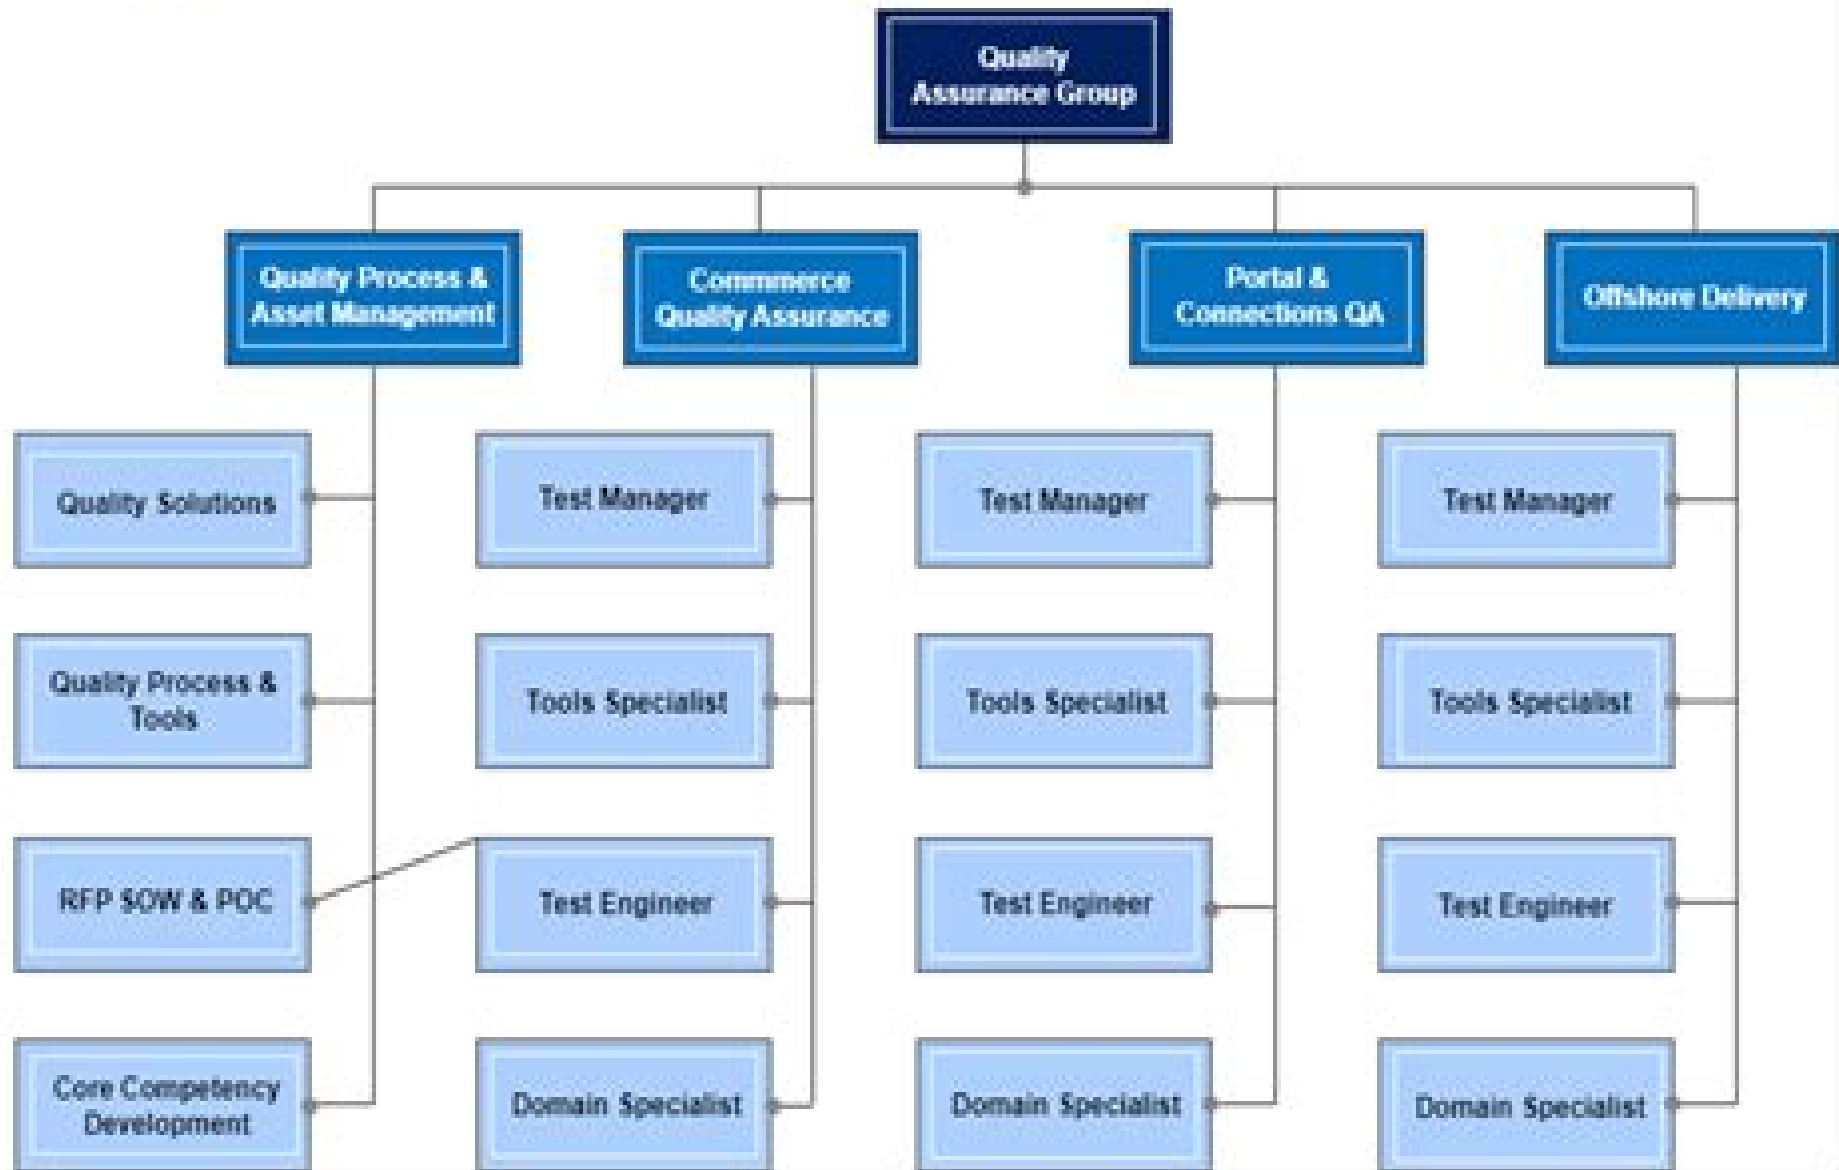 Quality
Assurance Group
Quality Process &
Asset Management
Commmerce
Quality Assurance
Portal &
Connections QA
Offshore Delivery
Quality Solutions
Test Manager
Test Manager
Test Manager
Quality Process &
Tools
Tools Specialist
Tools Specialist
Tools Specialist
RFP SOW & POC
Test Engineer
Test Engineer
Test Engineer
Core Competency
Development
Domain Specialist
Domain Specialist
Domain Specialist